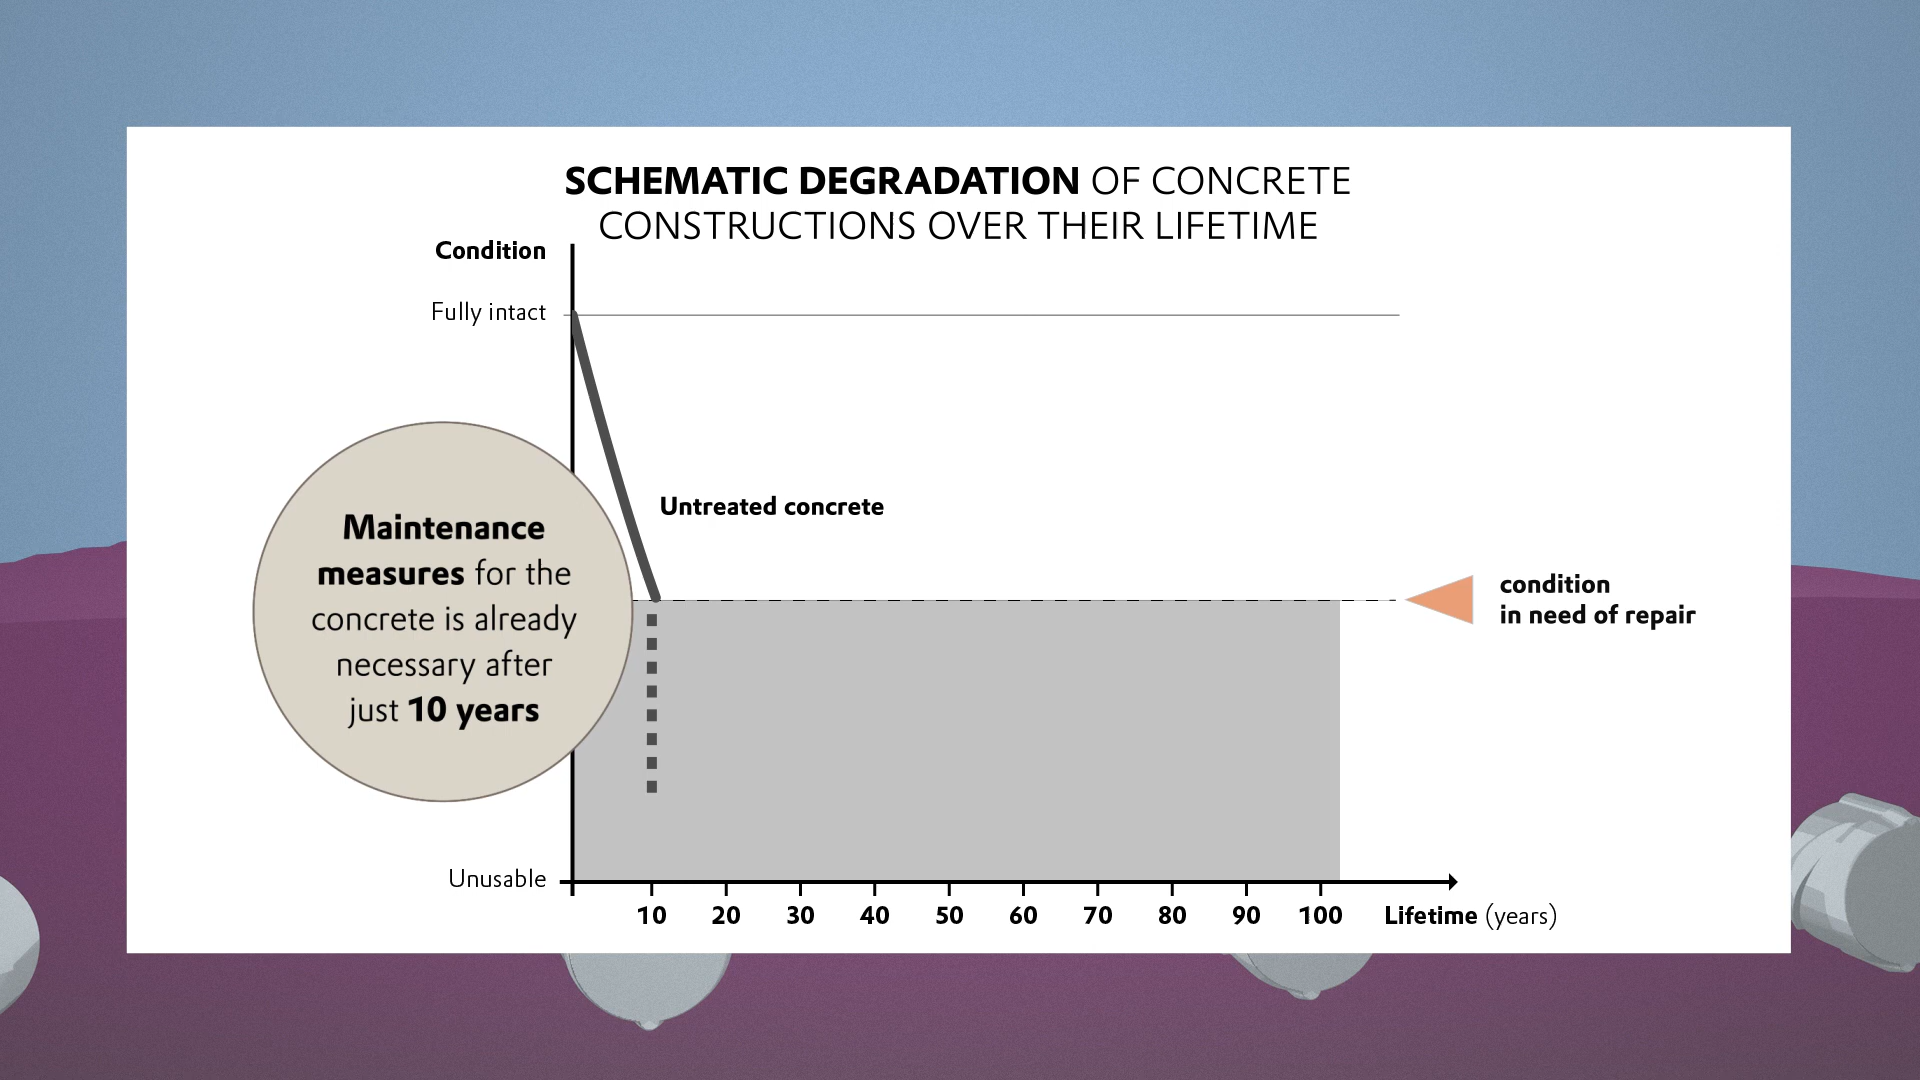 SCHEMATIC DEGRADATION OF CONCRETE
CONSTRUCTIONS OVER THEIR LIFETIME
Condition
Fully intact
Untreated concrete
Maintenance
measures for the
concrete is already
necessary after
just 10 years
condition
in need of repair
Unusable
10 20 30 40 50 60 70 80 90 100 Lifetime (years)